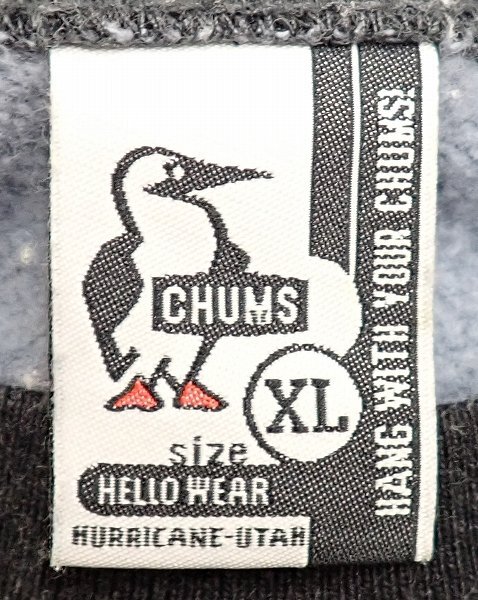 CHUMS
XL
size
HELLO WEAR
HURRICANE-UTAH
HANG WITH YOUR CHUMS!